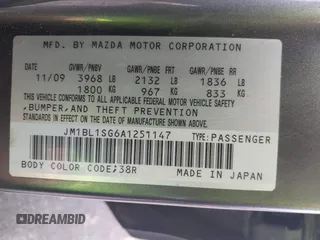 MFD. BY MAZDA MOTOR CORPORATION
GVWR/PNBV GAWR/PNBE FRT GAWR/PNBE RR
11/09 3968 LB 2132 LB 1836 LB
1800 KG 967 KG 833 KG
THIS VEHICLE CONFORMS TO ALL APPLICABLE FEDERAL MOTOR VEHICLE SAFETY
, BUMPER, AND THEFT PREVENTION
STANDARDS IN EFFECT ON THE DATE OF MANUFACTURE SHOWN ABOVE.
JM1BL1SG6A1251147 TYPE:PASSENGER
BODY COLOR CODE:38R MADE IN JAPAN
© DREAMBID